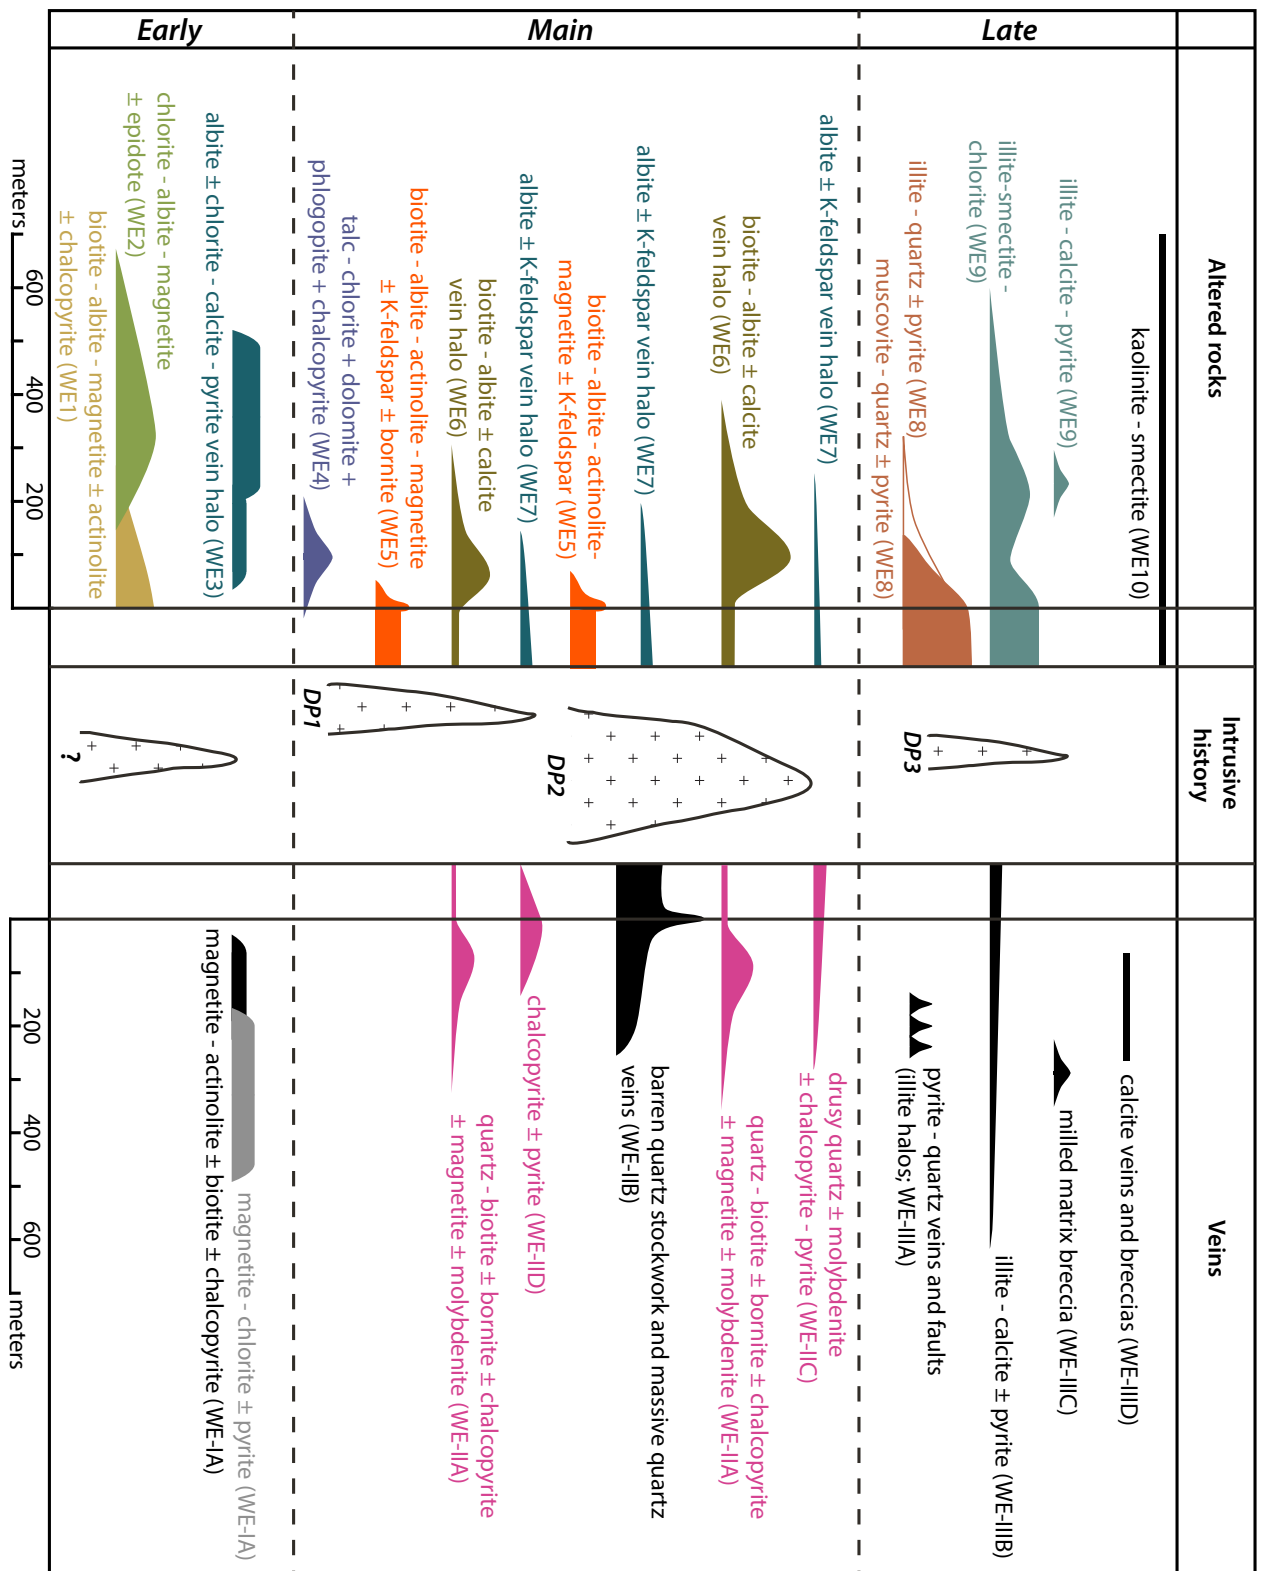 Early
Main
Late
Altered rocks
Intrusive
history
Veins
kaolinite - smectite (WE10)
illite - calcite - pyrite (WE9)
illite-smectite -
chlorite (WE9)
illite - quartz ± pyrite (WE8)
muscovite - quartz ± pyrite (WE8)
albite ± K-feldspar vein halo (WE7)
biotite - albite ± calcite
vein halo (WE6)
albite ± K-feldspar vein halo (WE7)
biotite - albite - actinolite-
magnetite ± K-feldspar (WE5)
albite ± K-feldspar vein halo (WE7)
biotite - albite ± calcite
vein halo (WE6)
biotite - albite - actinolite - magnetite
± K-feldspar ± bornite (WE5)
talc - chlorite + dolomite +
phlogopite + chalcopyrite (WE4)
albite ± chlorite - calcite - pyrite vein halo (WE3)
chlorite - albite - magnetite
± epidote (WE2)
biotite - albite - magnetite ± actinolite
± chalcopyrite (WE1)
meters
600
400
200
DP3
DP2
DP1
?
calcite veins and breccias (WE-IIID)
milled matrix breccia (WE-IIIC)
illite - calcite ± pyrite (WE-IIIB)
pyrite - quartz veins and faults
(illite halos; WE-IIIA)
drusy quartz ± molybdenite
± chalcopyrite - pyrite (WE-IIC)
quartz - biotite ± bornite ± chalcopyrite
± magnetite ± molybdenite (WE-IIA)
barren quartz stockwork and massive quartz
veins (WE-IIB)
chalcopyrite ± pyrite (WE-IID)
quartz - biotite ± bornite ± chalcopyrite
± magnetite ± molybdenite (WE-IIA)
magnetite - chlorite ± pyrite (WE-IA)
magnetite - actinolite ± biotite ± chalcopyrite (WE-IA)
200
400
600
meters